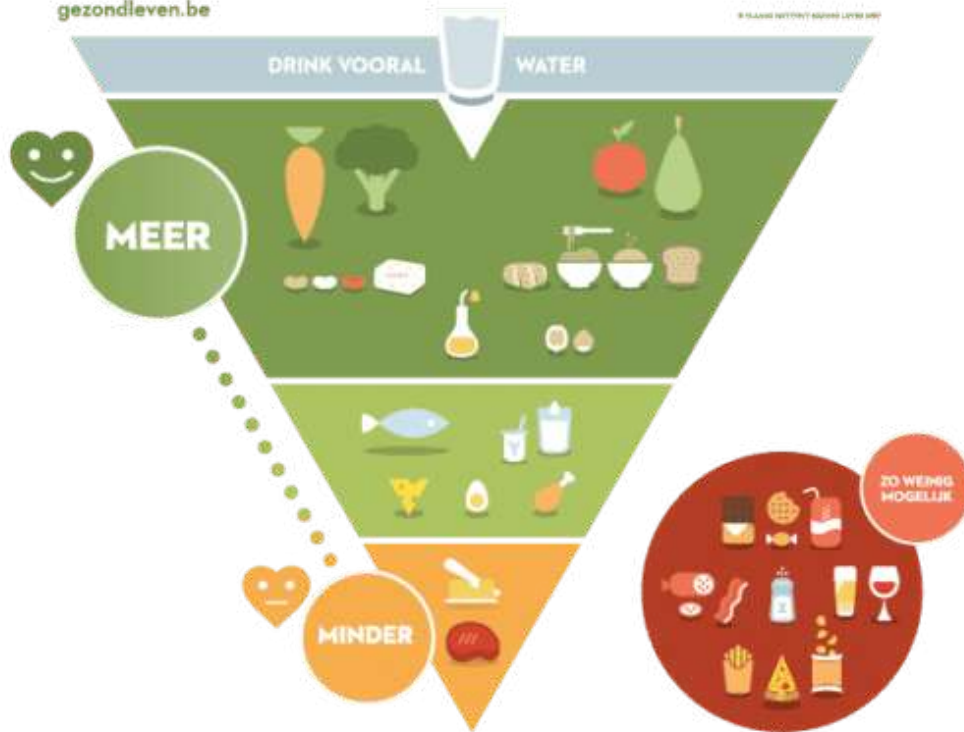 gezondleven.be
DRINK VOORAL WATER
MEER
ZO WEINIG
MOGELIJK
MINDER